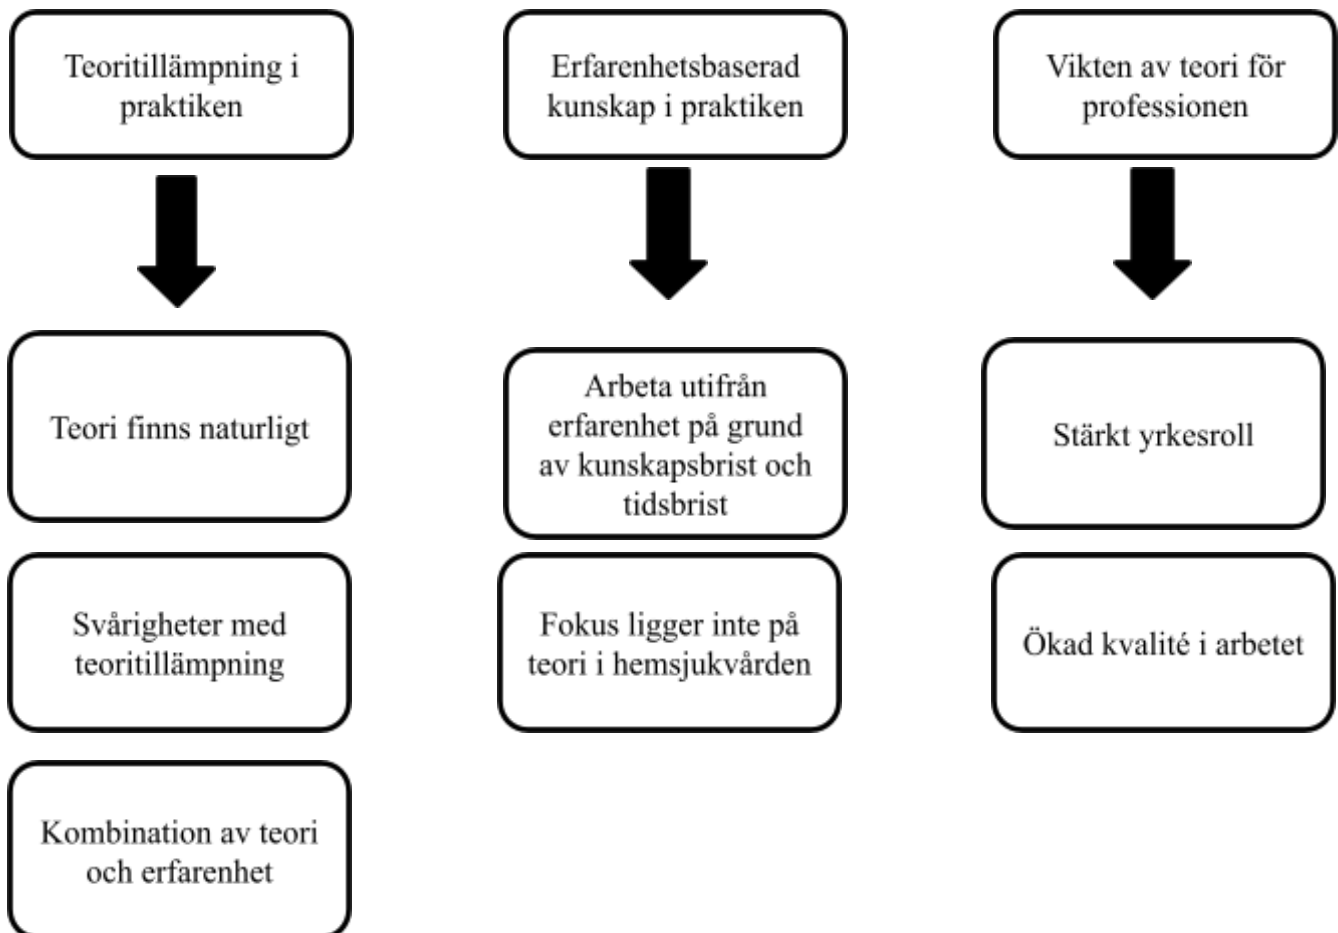 Teoritillämpning i
praktiken
Erfarenhetsbaserad
kunskap i praktiken
Vikten av teori för
professionen
Teori finns naturligt
Arbeta utifrån
erfarenhet på grund
av kunskapsbrist och
tidsbrist
Stärkt yrkesroll
Svårigheter med
teoritillämpning
Fokus ligger inte på
teori i hemsjukvården
Ökad kvalité i arbetet
Kombination av teori
och erfarenhet